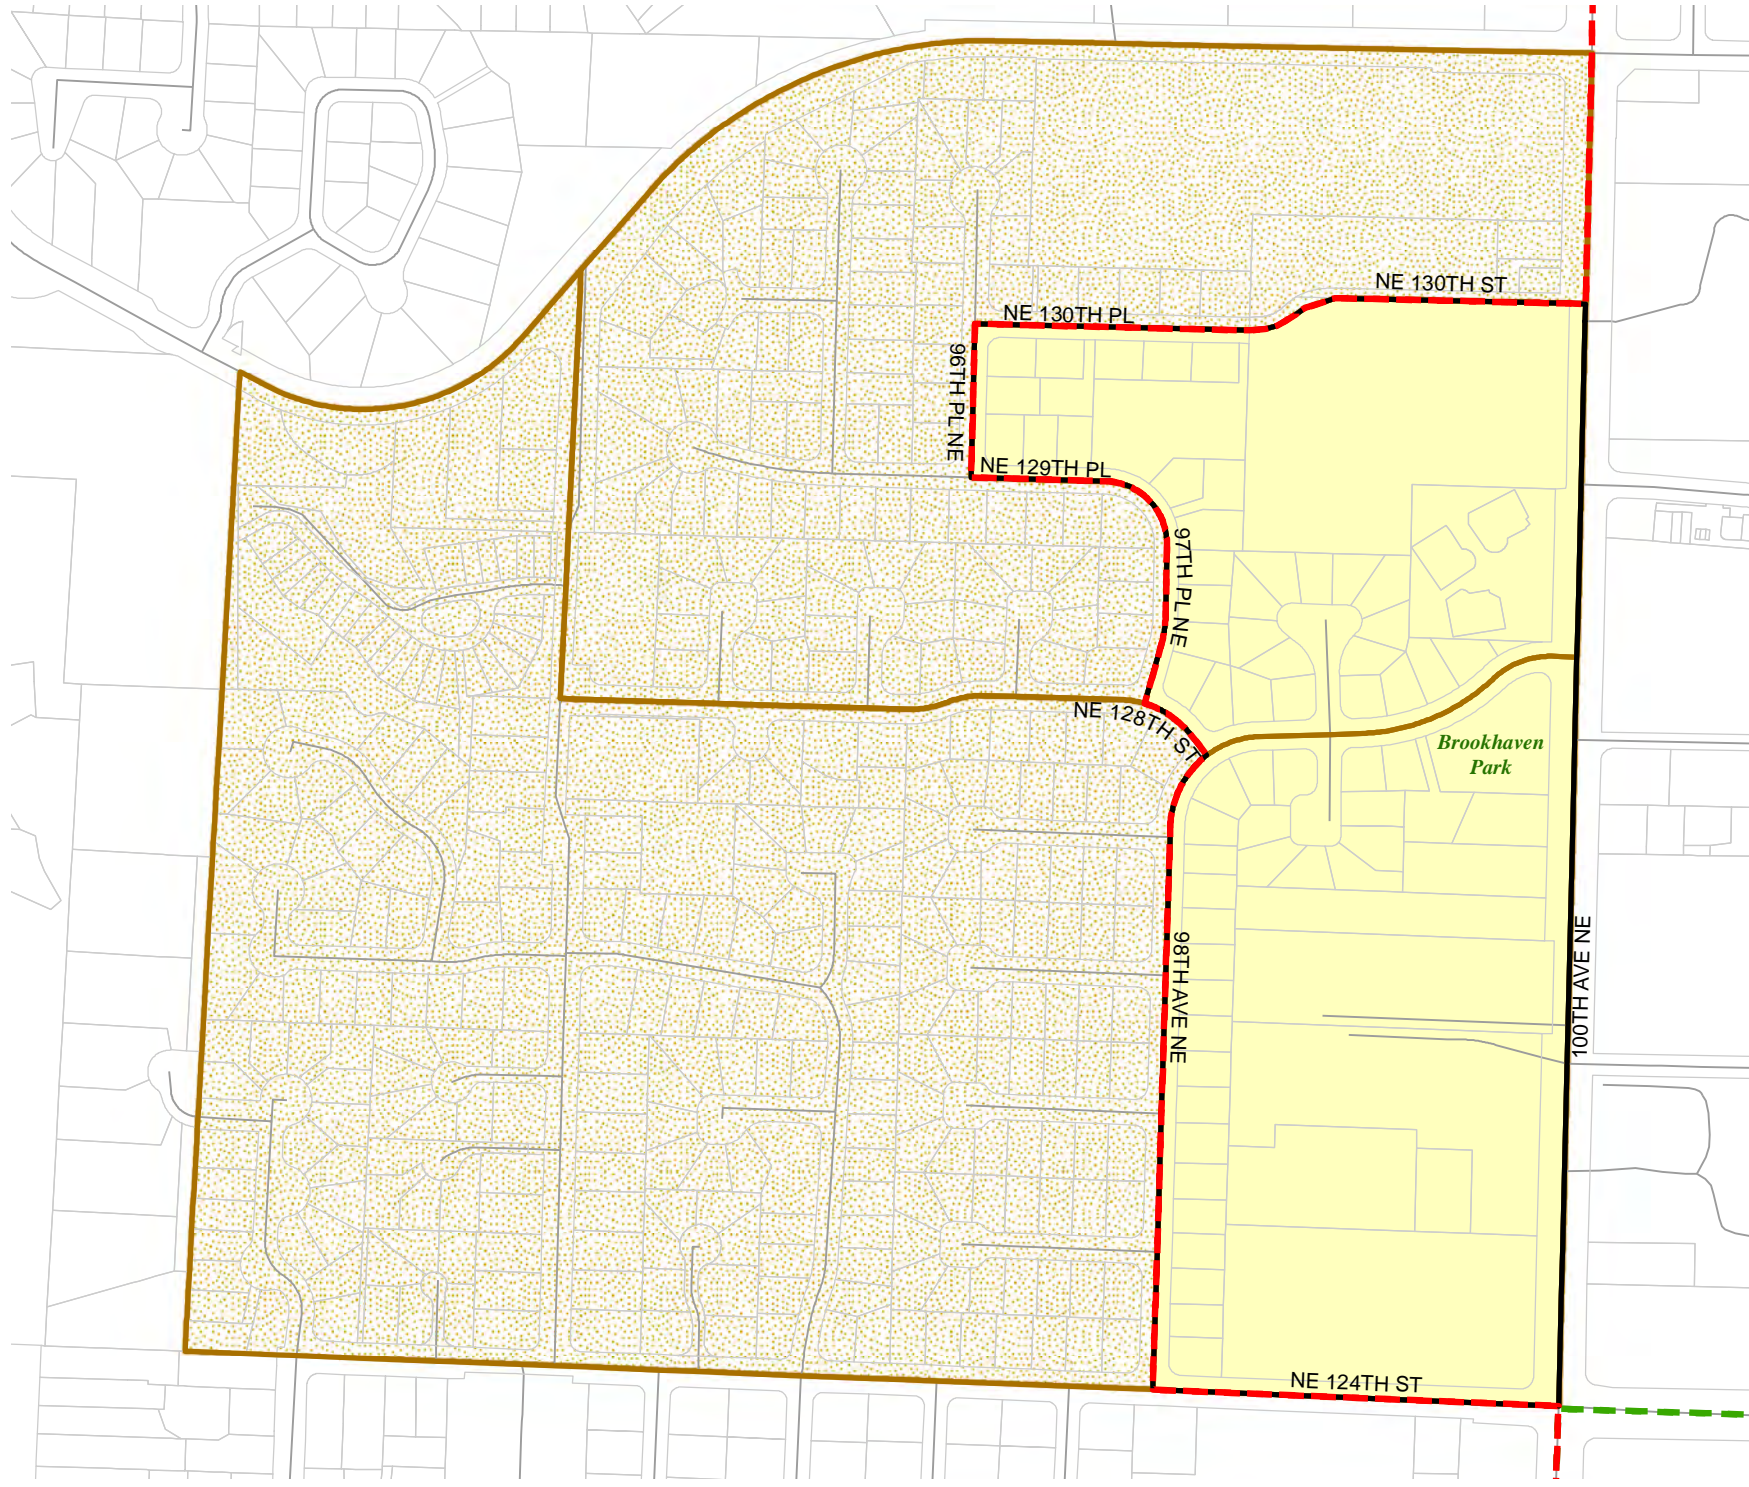 NE 130TH ST
NE 130TH PL
96TH PL NE
NE 129TH PL
97TH PL NE
NE 128TH ST
Brookhaven
Park
98TH AVE NE
100TH AVE NE
NE 124TH ST